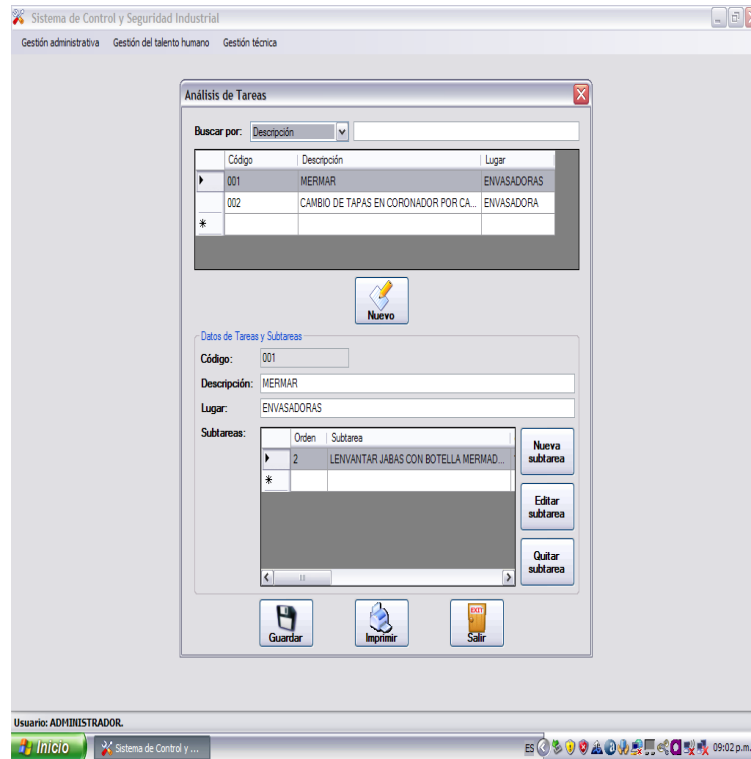 Sistema de Control y Seguridad Industrial
Gestión administrativa Gestión del talento humano Gestión técnica
Análisis de Tareas
Buscar por: Descripción
Código Descripción Lugar
001 MERMAR ENVASADORAS
002 CAMBIO DE TAPAS EN CORONADOR POR CA... ENVASADORA
Nuevo
Datos de Tareas y Subtareas
Código: 001
Descripción: MERMAR
Lugar: ENVASADORAS
Subtareas:
Orden Subtarea
2 LENVANTAR JABAS CON BOTELLA MERMAD...
Nueva
subtarea
Editar
subtarea
Quitar
subtarea
Guardar Imprimir EXIT Salir
Usuario: ADMINISTRADOR.
Inicio Sistema de Control y ... ES 09:02 p.m.